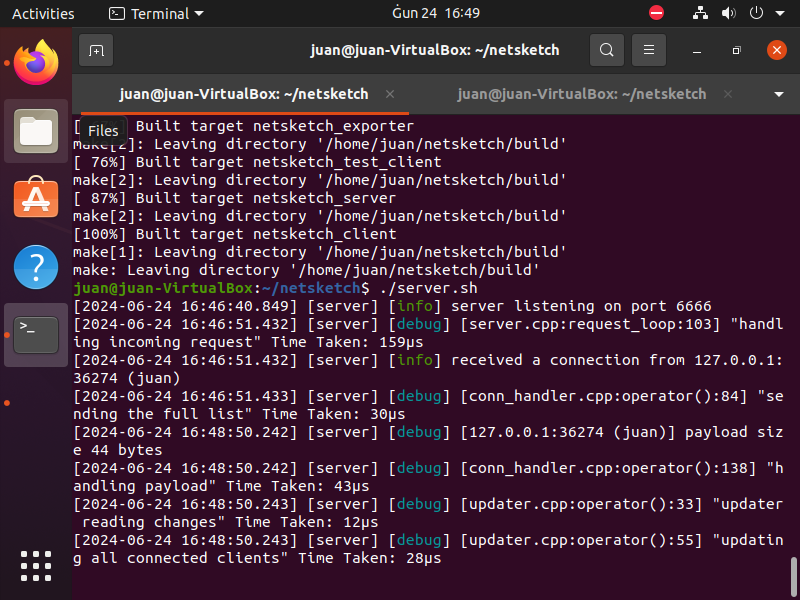 Activities
Terminal
Ġun 24 16:49
juan@juan-VirtualBox: ~/netsketch
juan@juan-VirtualBox: ~/netsketch
juan@juan-VirtualBox: ~/netsketch
Files
[ Built target netsketch_exporter
make[2]: Leaving directory '/home/juan/netsketch/build'
[ 76%] Built target netsketch_test_client
make[2]: Leaving directory '/home/juan/netsketch/build'
[ 87%] Built target netsketch_server
make[2]: Leaving directory '/home/juan/netsketch/build'
[100%] Built target netsketch_client
make[1]: Leaving directory '/home/juan/netsketch/build'
make: Leaving directory '/home/juan/netsketch/build'
juan@juan-VirtualBox:~/netsketch$ ./server.sh
[2024-06-24 16:46:40.849] [server] [info] server listening on port 6666
[2024-06-24 16:46:51.432] [server] [debug] [server.cpp:request_loop:103] "handl
ing incoming request" Time Taken: 159µs
[2024-06-24 16:46:51.432] [server] [info] received a connection from 127.0.0.1:
36274 (juan)
[2024-06-24 16:46:51.433] [server] [debug] [conn_handler.cpp:operator():84] "se
nding the full list" Time Taken: 30µs
[2024-06-24 16:48:50.242] [server] [debug] [127.0.0.1:36274 (juan)] payload siz
e 44 bytes
[2024-06-24 16:48:50.242] [server] [debug] [conn_handler.cpp:operator():138] "h
andling payload" Time Taken: 43µs
[2024-06-24 16:48:50.243] [server] [debug] [updater.cpp:operator():33] "updater
 reading changes" Time Taken: 12µs
[2024-06-24 16:48:50.243] [server] [debug] [updater.cpp:operator():55] "updatin
g all connected clients" Time Taken: 28µs